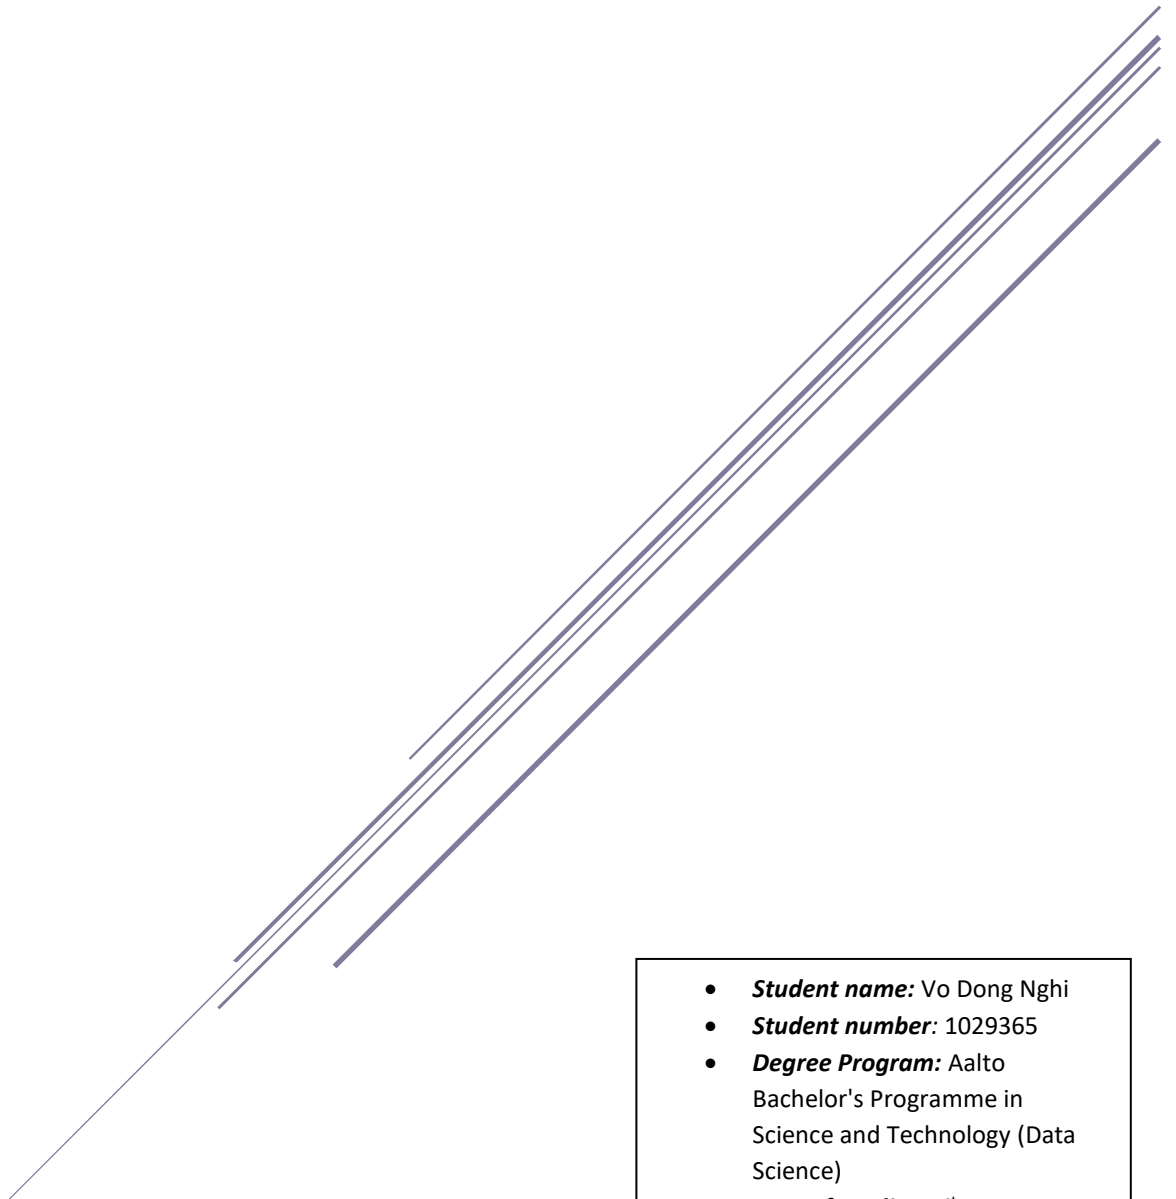 • Student name: Vo Dong Nghi
• Student number: 1029365
• Degree Program: Aalto
Bachelor's Programme in
Science and Technology (Data
Science)